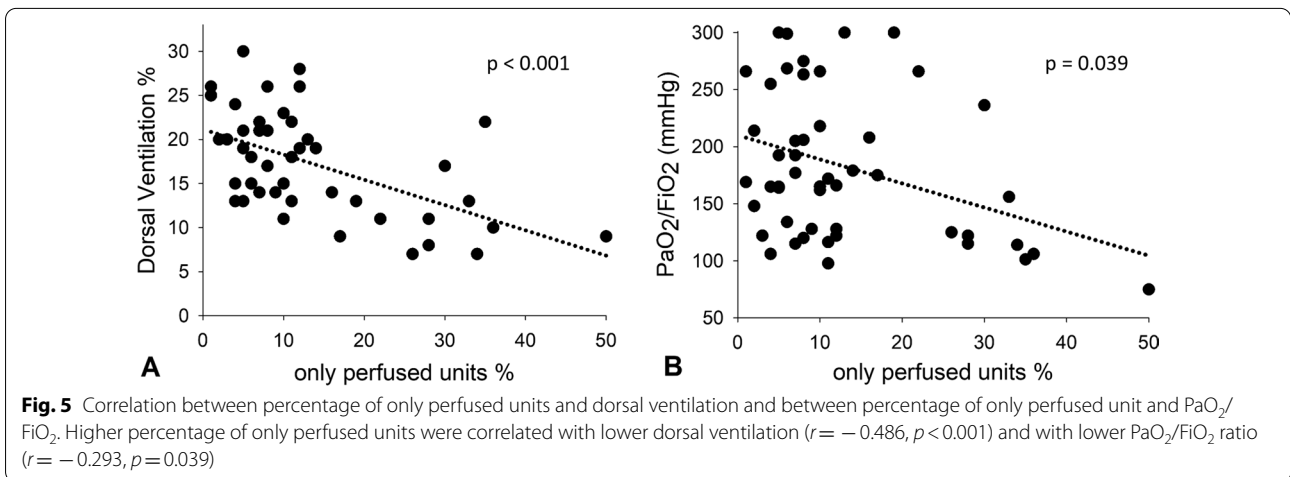 30
25
20
15
10
5
0
Dorsal Ventilation %
p < 0.001
0 10 20 30 40 50
A
only perfused units %
300
250
200
150
100
50
PaO2/FiO2 (mmHg)
p = 0.039
0 10 20 30 40 50
B
only perfused units %
Fig. 5 Correlation between percentage of only perfused units and dorsal ventilation and between percentage of only perfused unit and PaO2/
FiO2. Higher percentage of only perfused units were correlated with lower dorsal ventilation (r = −0.486, p < 0.001) and with lower PaO2/FiO2 ratio
(r = −0.293, p = 0.039)